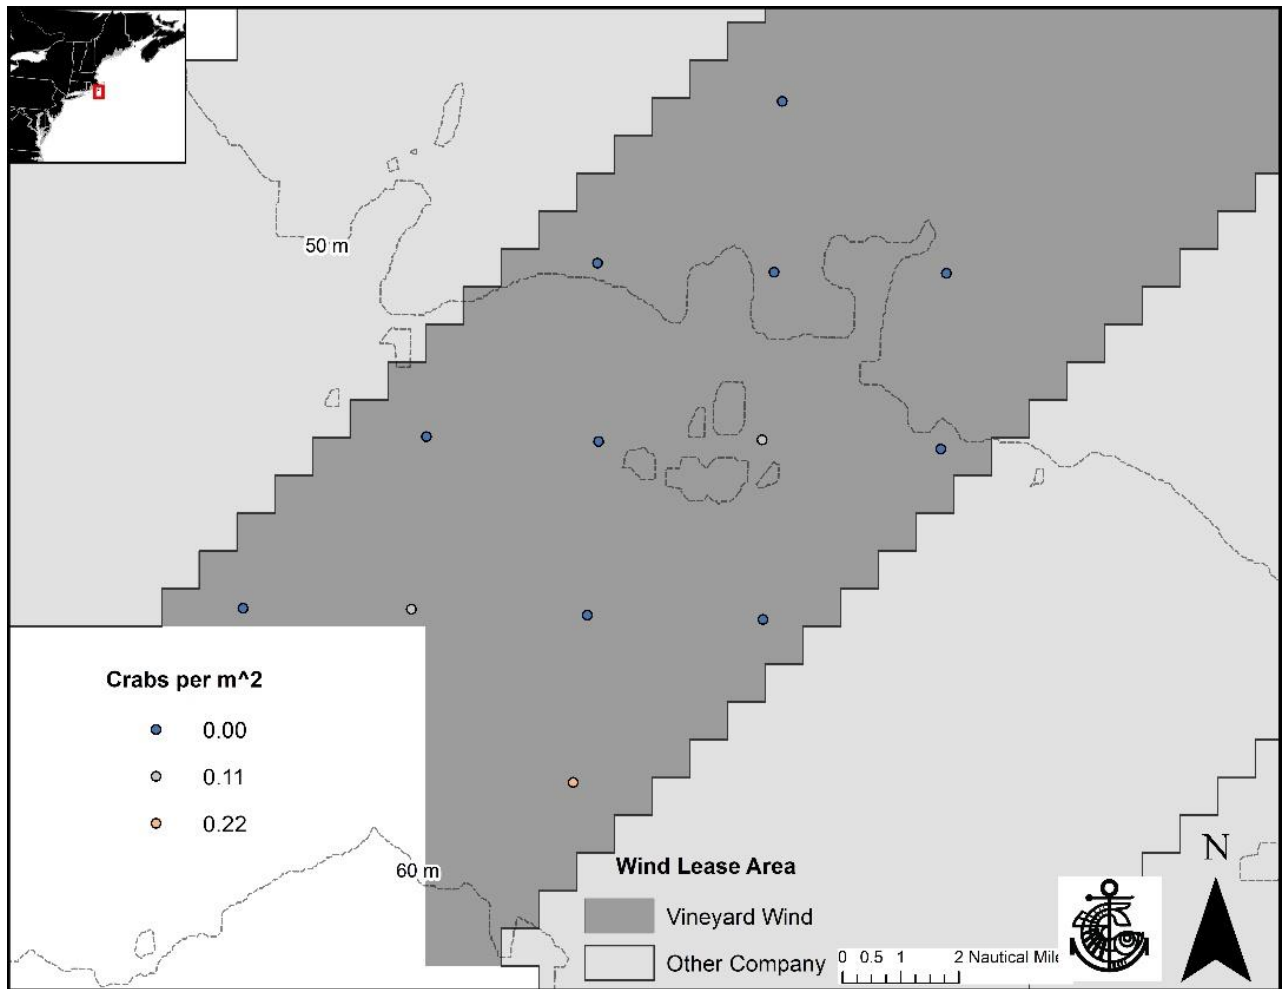 50 m
Crabs per m^2
0.00
0.11
0.22
60 m
Wind Lease Area
Vineyard Wind
Other Company
0 0.5 1 2 Nautical Mile
N